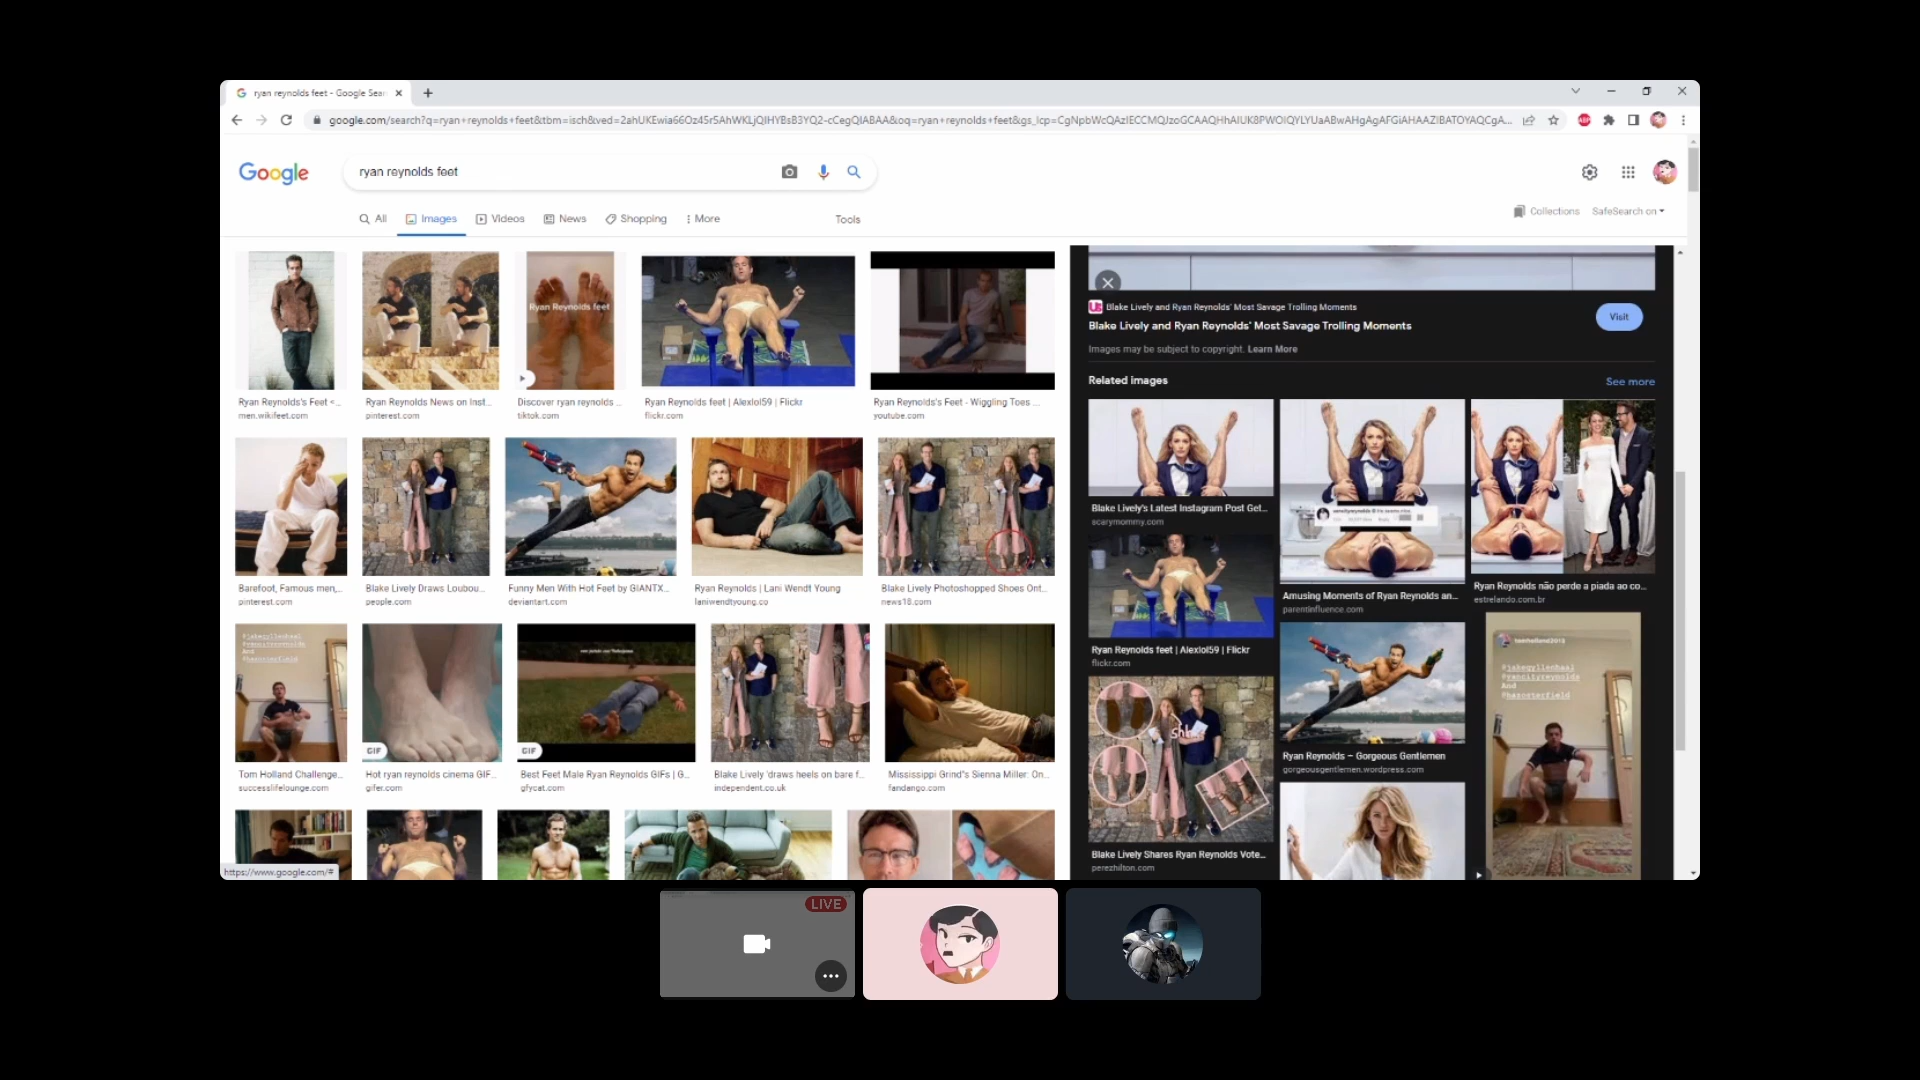 ryan reynolds feet - Google Sear
google.com/search?q=ryan+reynolds+feet&tbm=isch&ved=2ahUKEwia66Oz45r5AhWKLjQIHYBsB3YQ2-cCegQIABAA&oq=ryan+reynolds+feet&gs_lcp=CgNpbWcQAzIECCMQJzoGCAAQHhAIUK8PWOIQYLYUaABwAHgAgAFGiAHAAZIBATOYAQCgA...
ABP
Google
ryan reynolds feet
All
Images
Videos
News
Shopping
More
Tools
Collections
SafeSearch on
Ryan Reynolds feet
Ryan Reynolds's Feet <...
men.wikifeet.com
Ryan Reynolds News on Inst...
pinterest.com
Discover ryan reynolds ...
tiktok.com
Ryan Reynolds feet | Alexlol59 | Flickr
flickr.com
Ryan Reynolds's Feet - Wiggling Toes ...
youtube.com
Barefoot, Famous men,...
pinterest.com
Blake Lively Draws Loubou...
people.com
Funny Men With Hot Feet by GIANTX...
deviantart.com
Ryan Reynolds | Lani Wendt Young
laniwendtyoung.co
Blake Lively Photoshopped Shoes Ont...
news18.com
#jakegyllenhaal
#vancityreynolds
And
#hazosterfield
GIF
GIF
Tom Holland Challenge...
successlifelounge.com
Hot ryan reynolds cinema GIF...
gifer.com
Best Feet Male Ryan Reynolds GIFs | G...
gfycat.com
Blake Lively 'draws heels on bare f...
independent.co.uk
Mississippi Grind"s Sienna Miller: On...
fandango.com
https://www.google.com/#
Us
Blake Lively and Ryan Reynolds' Most Savage Trolling Moments
Blake Lively and Ryan Reynolds' Most Savage Trolling Moments
Visit
Images may be subject to copyright. Learn More
Related images
See more
Blake Lively's Latest Instagram Post Get...
scarymommy.com
Amusing Moments of Ryan Reynolds an...
parentinfluence.com
Ryan Reynolds não perde a piada ao co...
estrelando.com.br
Ryan Reynolds feet | Alexlol59 | Flickr
flickr.com
Ryan Reynolds – Gorgeous Gentlemen
gorgeousgentlemen.wordpress.com
tomholland2013
#jakegyllenhaal
#vancityreynolds
And
#hazosterfield
Blake Lively Shares Ryan Reynolds Vote...
perezhilton.com
LIVE